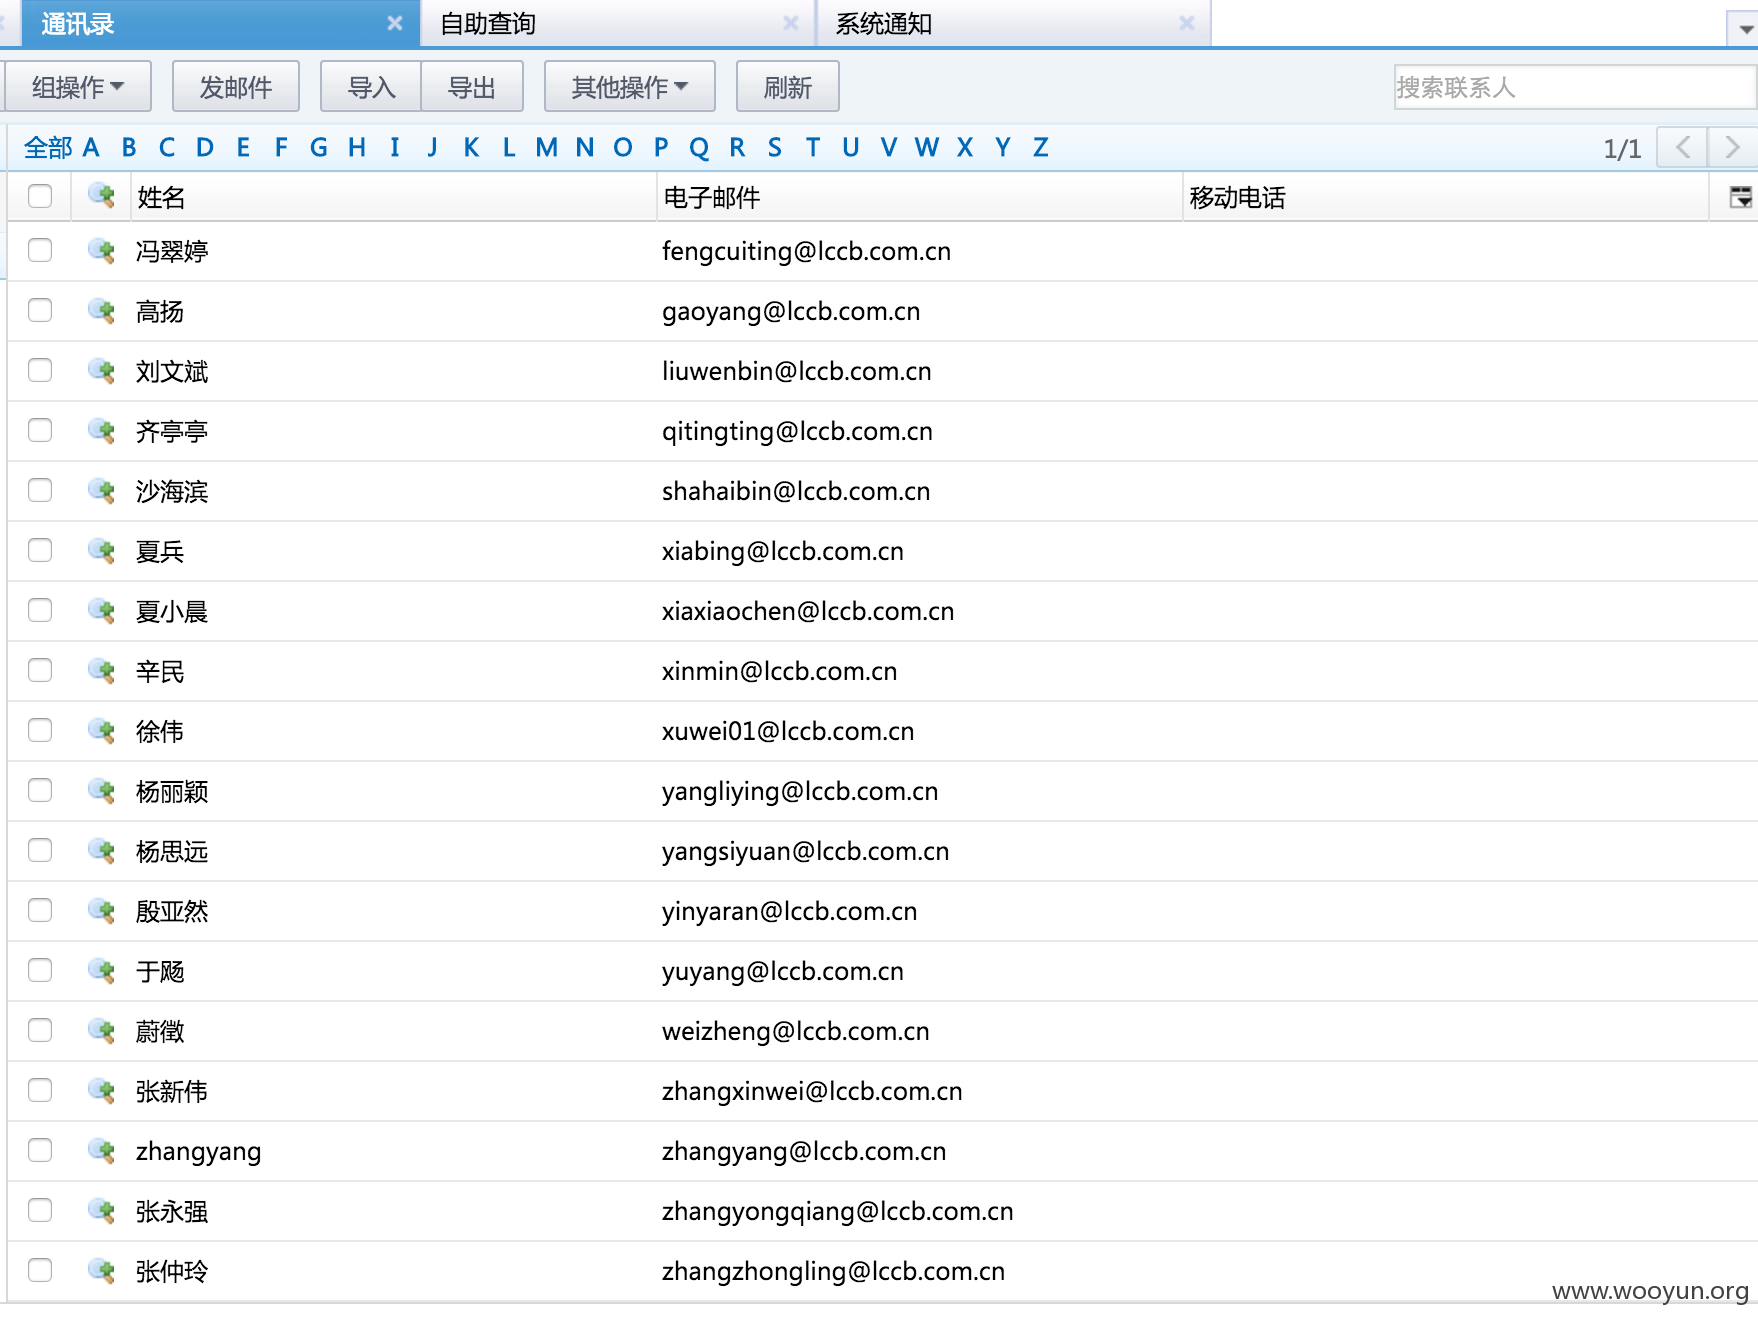 通讯录 自助查询 系统通知
组操作 发邮件 导入 导出 其他操作 刷新 搜索联系人
全部 A B C D E F G H I J K L M N O P Q R S T U V W X Y Z 1/1
姓名 电子邮件 移动电话
冯翠婷 fengcuiting@lccb.com.cn
高扬 gaoyang@lccb.com.cn
刘文斌 liuwenbin@lccb.com.cn
齐亭亭 qitingting@lccb.com.cn
沙海滨 shahaibin@lccb.com.cn
夏兵 xiabing@lccb.com.cn
夏小晨 xiaxiaochen@lccb.com.cn
辛民 xinmin@lccb.com.cn
徐伟 xuwei01@lccb.com.cn
杨丽颖 yangliying@lccb.com.cn
杨思远 yangsiyuan@lccb.com.cn
殷亚然 yinyaran@lccb.com.cn
于飏 yuyang@lccb.com.cn
蔚徵 weizheng@lccb.com.cn
张新伟 zhangxinwei@lccb.com.cn
zhangyang zhangyang@lccb.com.cn
张永强 zhangyongqiang@lccb.com.cn
张仲玲 zhangzhongling@lccb.com.cn
www.wooyun.org